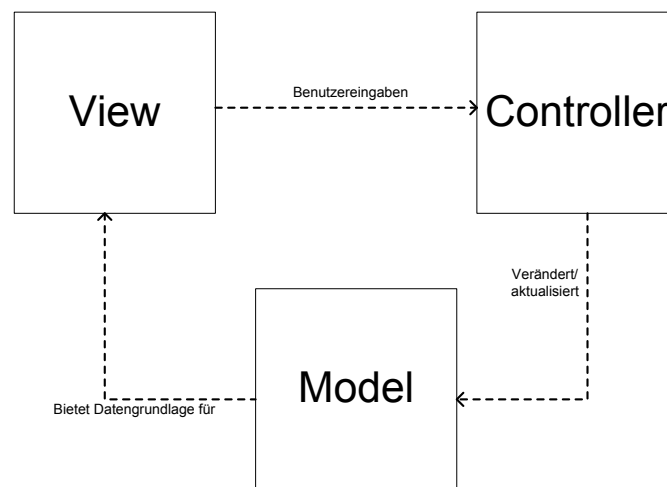 View
Benutzereingaben
Controller
Verändert/
aktualisiert
Model
Bietet Datengrundlage für